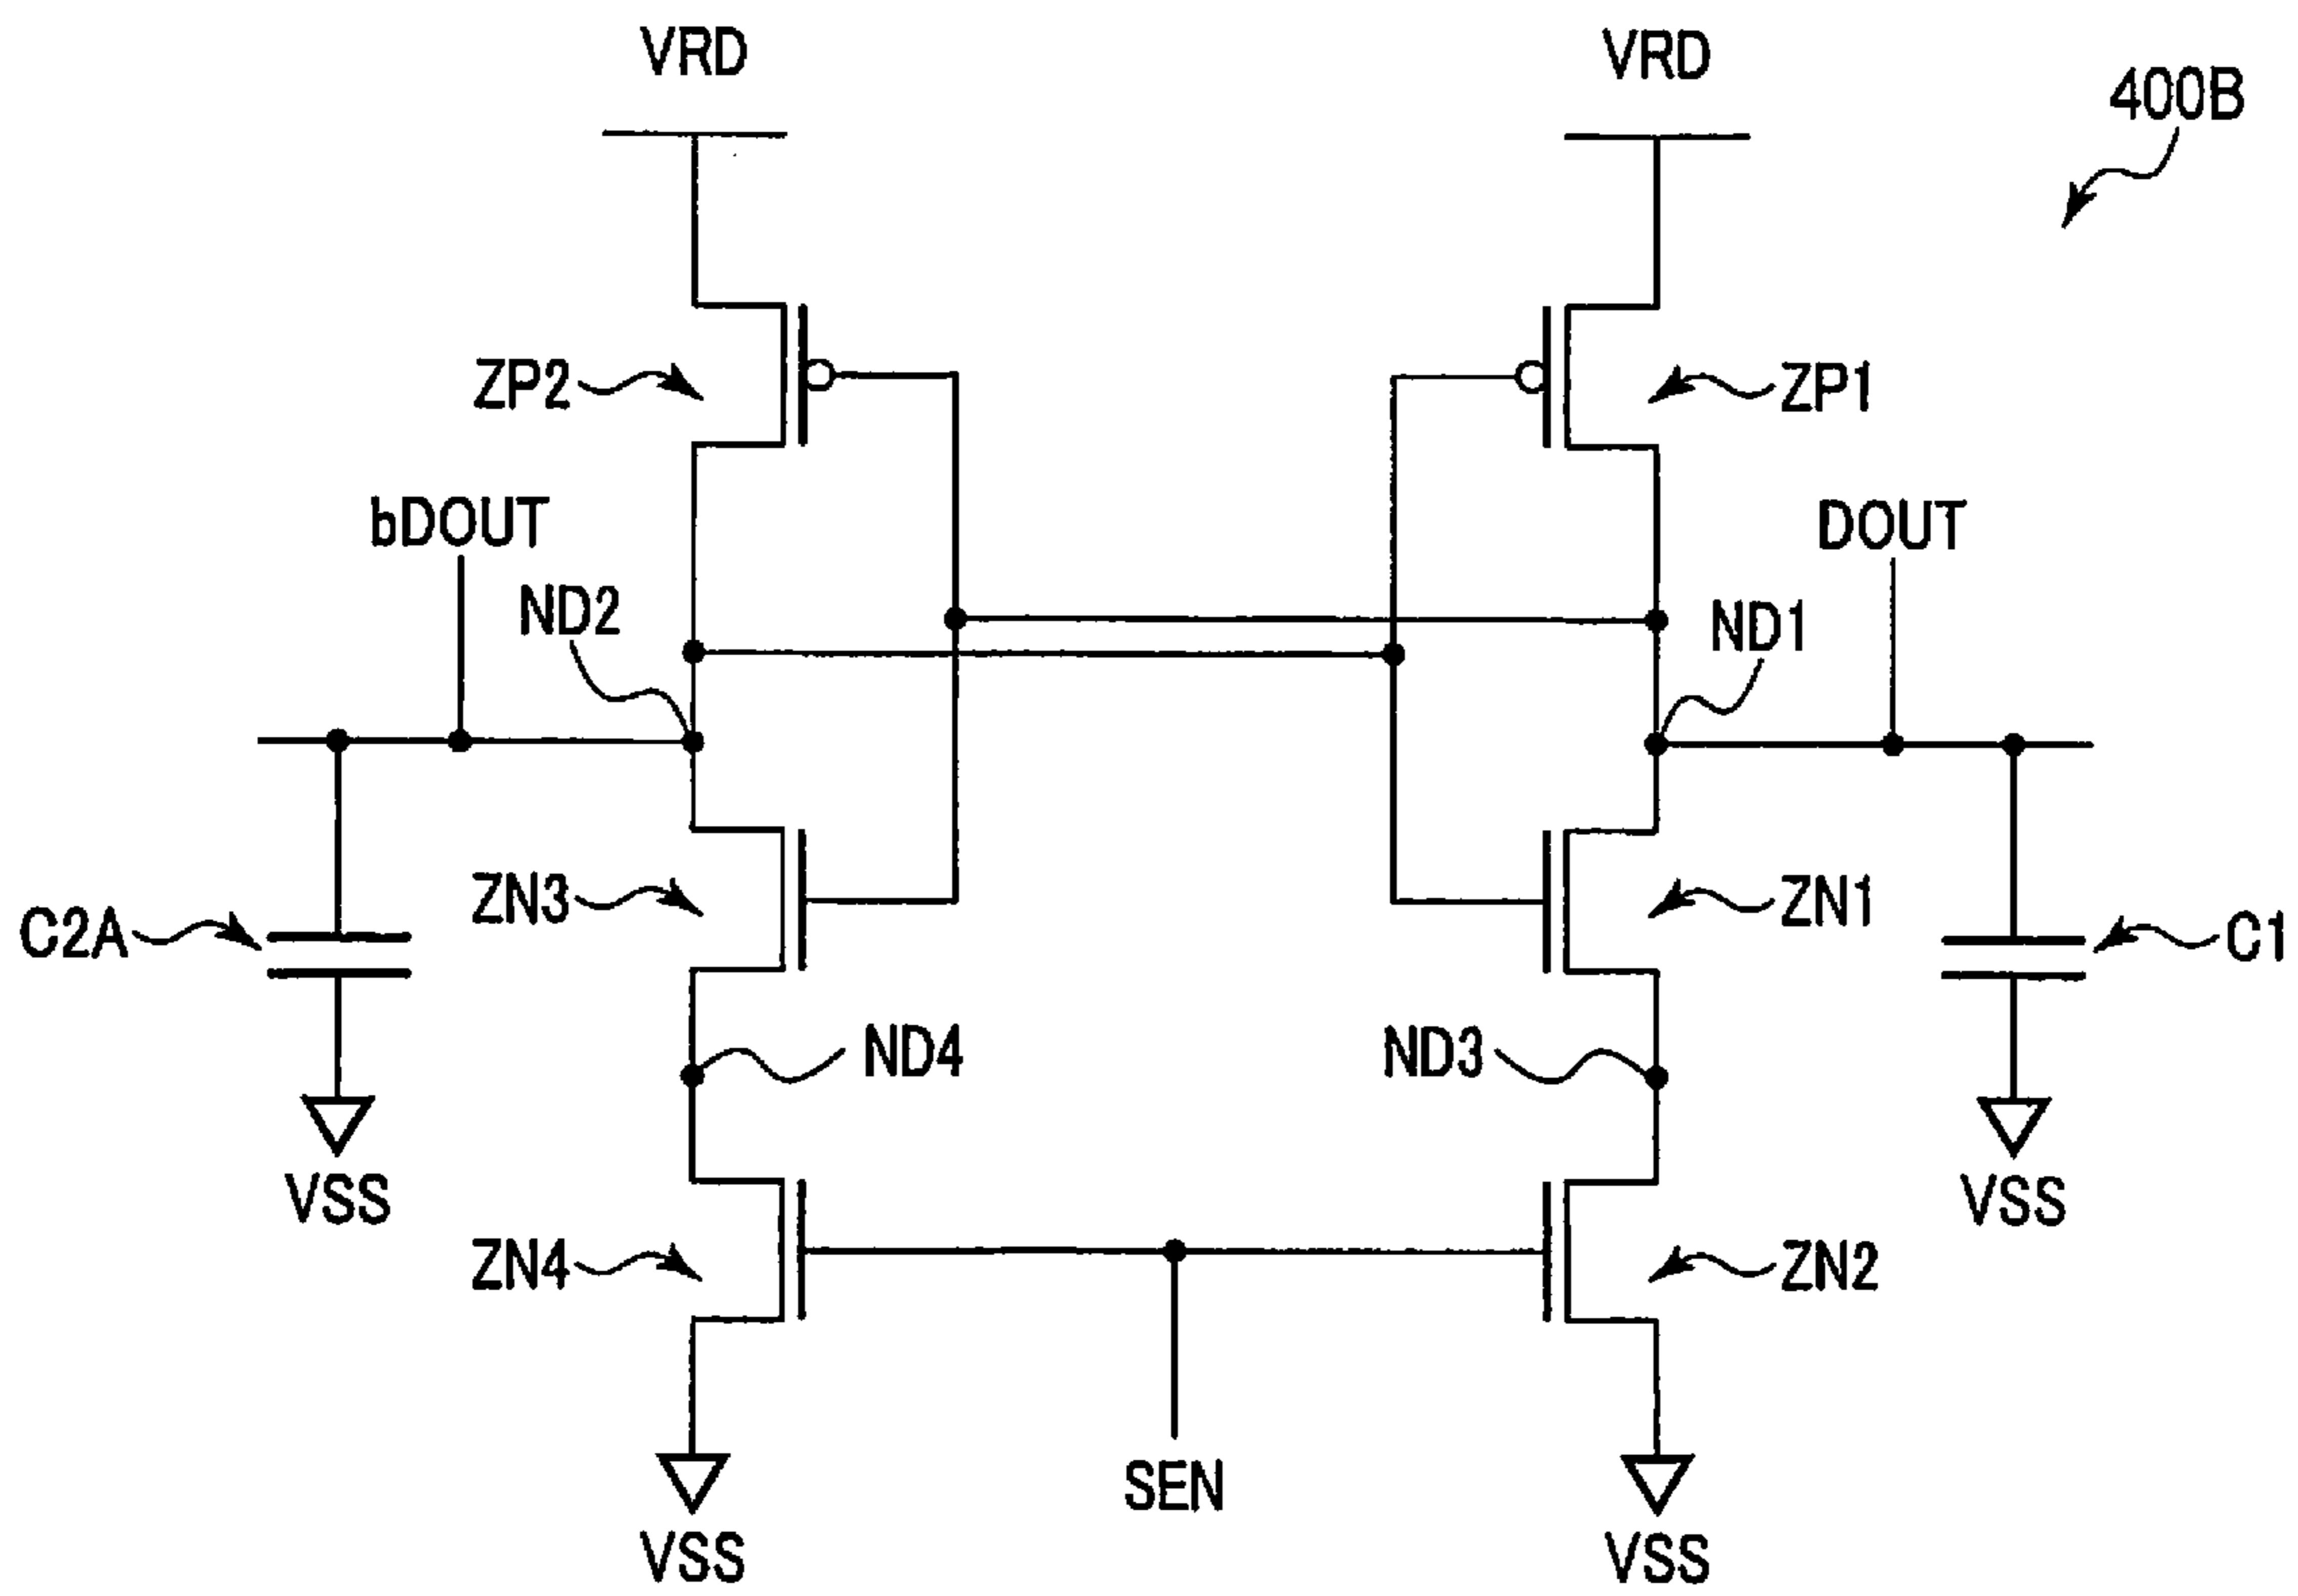 VRD
VRD
400B
ZP2
ZP1
bDOUT
DOUT
ND2
ND1
ZN3
ZN1
C2A
C1
ND4
ND3
VSS
VSS
ZN4
ZN2
SEN
VSS
VSS